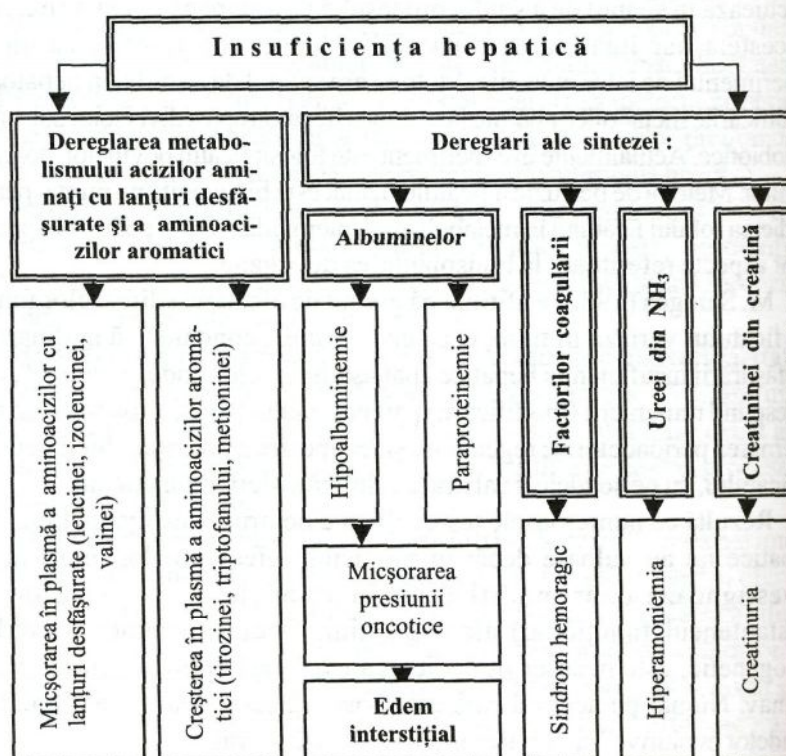 Insuficiența hepatică
Dereglarea metabo-
lismului acizilor ami-
nați cu lanțuri desfă-
șurate și a aminoaci-
zilor aromatici
Dereglari ale sintezei :
Albuminelor
Factorilor coagulării
Ureei din NH3
Creatininei din creatina
Micșorarea în plasmă a aminoacizilor cu
lanțuri desfășurate (leucinei, izoleucinei,
valinei)
Creșterea în plasma a aminoacizilor aroma-
tici (tirozinei, triptofanului, metioninei)
Hipoalbuminemie
Paraproteinemie
Micșorarea
presiunii
oncotice
Edem
interstițial
Sindrom hemoragic
Hiperamoniemia
Creatinuria